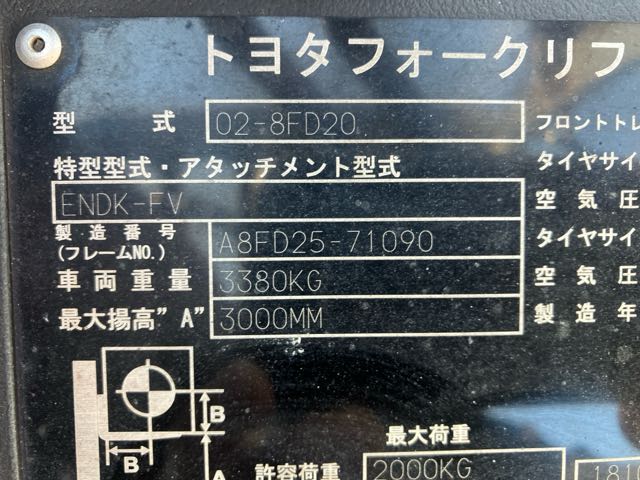 トヨタフォークリフ
型 式 02-8FD20 フロントトレ
特型型式・アタッチメント型式 タイヤサイ
ENDK-FV 空気圧
製造番号 (フレームNO.) A8FD25-71090 タイヤサイ
車両重量 3380KG 空気圧
最大揚高"A" 3000MM 製造年
B
B
A
最大荷重
許容荷重 2000KG 1810